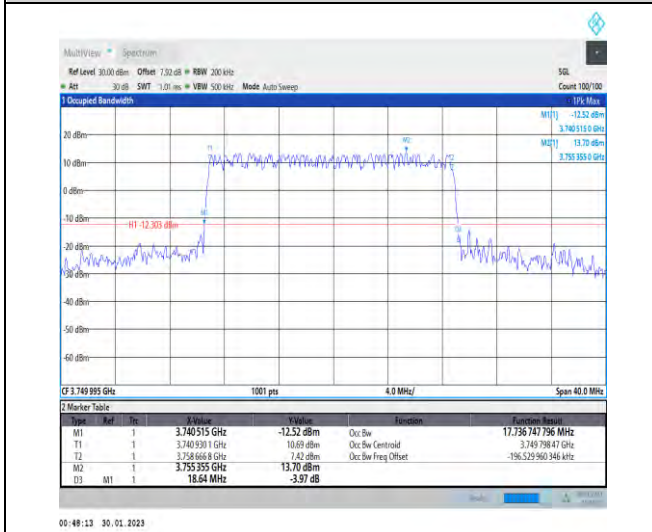 MultiView Spectrum
Ref Level 30.00 dBm Offset 7.92 dB RBW 200 kHz SGL
Att 30 dB SWT 1.01 ms VBW 500 kHz Mode Auto Sweep Count 100/100
1 Occupied Bandwidth 1Pk Max
M1[1] -12.52 dBm
3.740 515 0 GHz
M2[1] 13.70 dBm
3.755 355 0 GHz
20 dBm
M2
T1
10 dBm
0 dBm
-10 dBm
M1
H1 -12.303 dBm
-20 dBm
-30 dBm
-40 dBm
-50 dBm
-60 dBm
CF 3.749 995 GHz 1001 pts 4.0 MHz/ Span 40.0 MHz
2 Marker Table
Type Ref Trc X-Value Y-Value Function Function Result
M1 1 3.740 515 GHz -12.52 dBm Occ Bw 17.736 747 796 MHz
T1 1 3.740 930 1 GHz 10.69 dBm Occ Bw Centroid 3.749 798 47 GHz
T2 1 3.758 666 8 GHz 7.42 dBm Occ Bw Freq Offset -196.529 960 346 kHz
M2 1 3.755 355 GHz 13.70 dBm
D3 M1 1 18.64 MHz -3.97 dB
00:48:13 30.01.2023